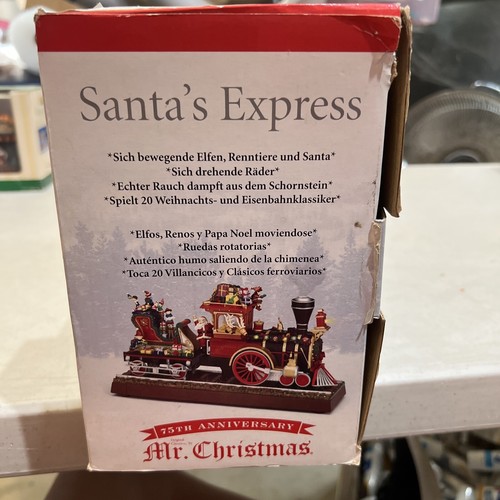 Santa's Express
*Sich bewegende Elfen, Renntiere und Santa*
*Sich drehende Räder*
*Echter Rauch dampft aus dem Schornstein*
*Spielt 20 Weihnachts- und Eisenbahnklassiker*
*Elfos, Renos y Papa Noel moviendose*
*Ruedas rotatorias*
*Auténtico humo saliendo de la chimenea*
*Toca 20 Villancicos y Clásicos ferroviarios*
75TH ANNIVERSARY
Mr. Christmas